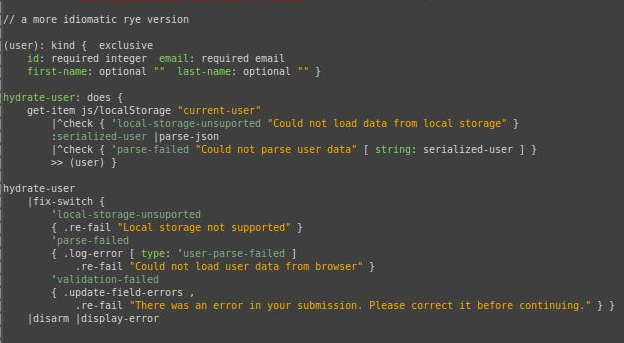 // a more idiomatic rye version
(user): kind { exclusive
id: required integer email: required email
first-name: optional "" last-name: optional "" }
hydrate-user: does {
get-item js/localStorage "current-user"
|^check { 'local-storage-unsuported "Could not load data from local storage" }
:serialized-user |parse-json
|^check { 'parse-failed "Could not parse user data" [ string: serialized-user ] }
>> (user) }
hydrate-user
|fix-switch {
'local-storage-unsuported
{ .re-fail "Local storage not supported" }
'parse-failed
{ .log-error [ type: 'user-parse-failed ]
.re-fail "Could not load user data from browser" }
'validation-failed
{ .update-field-errors ,
.re-fail "There was an error in your submission. Please correct it before continuing." } }
|disarm |display-error